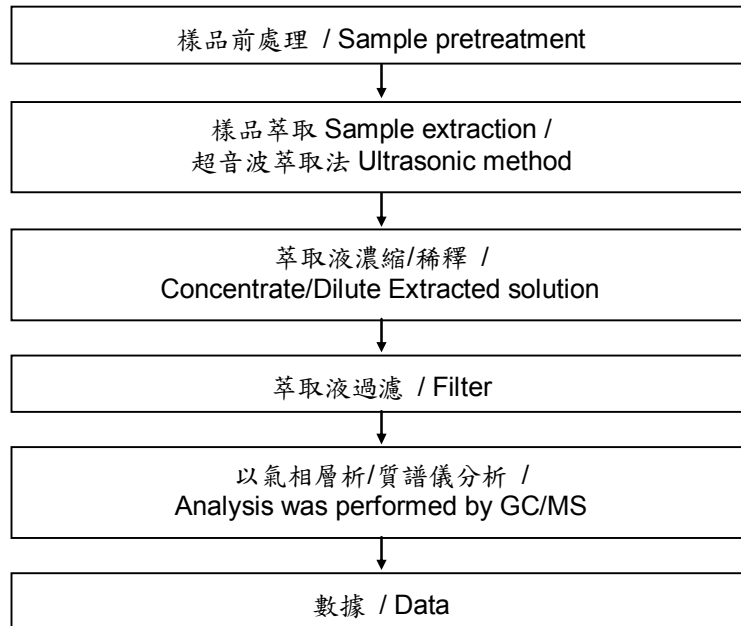 樣品前處理 / Sample pretreatment
樣品萃取 Sample extraction /
超音波萃取法 Ultrasonic method
萃取液濃縮/稀釋 /
Concentrate/Dilute Extracted solution
萃取液過濾 / Filter
以氣相層析/質譜儀分析 /
Analysis was performed by GC/MS
數據 / Data